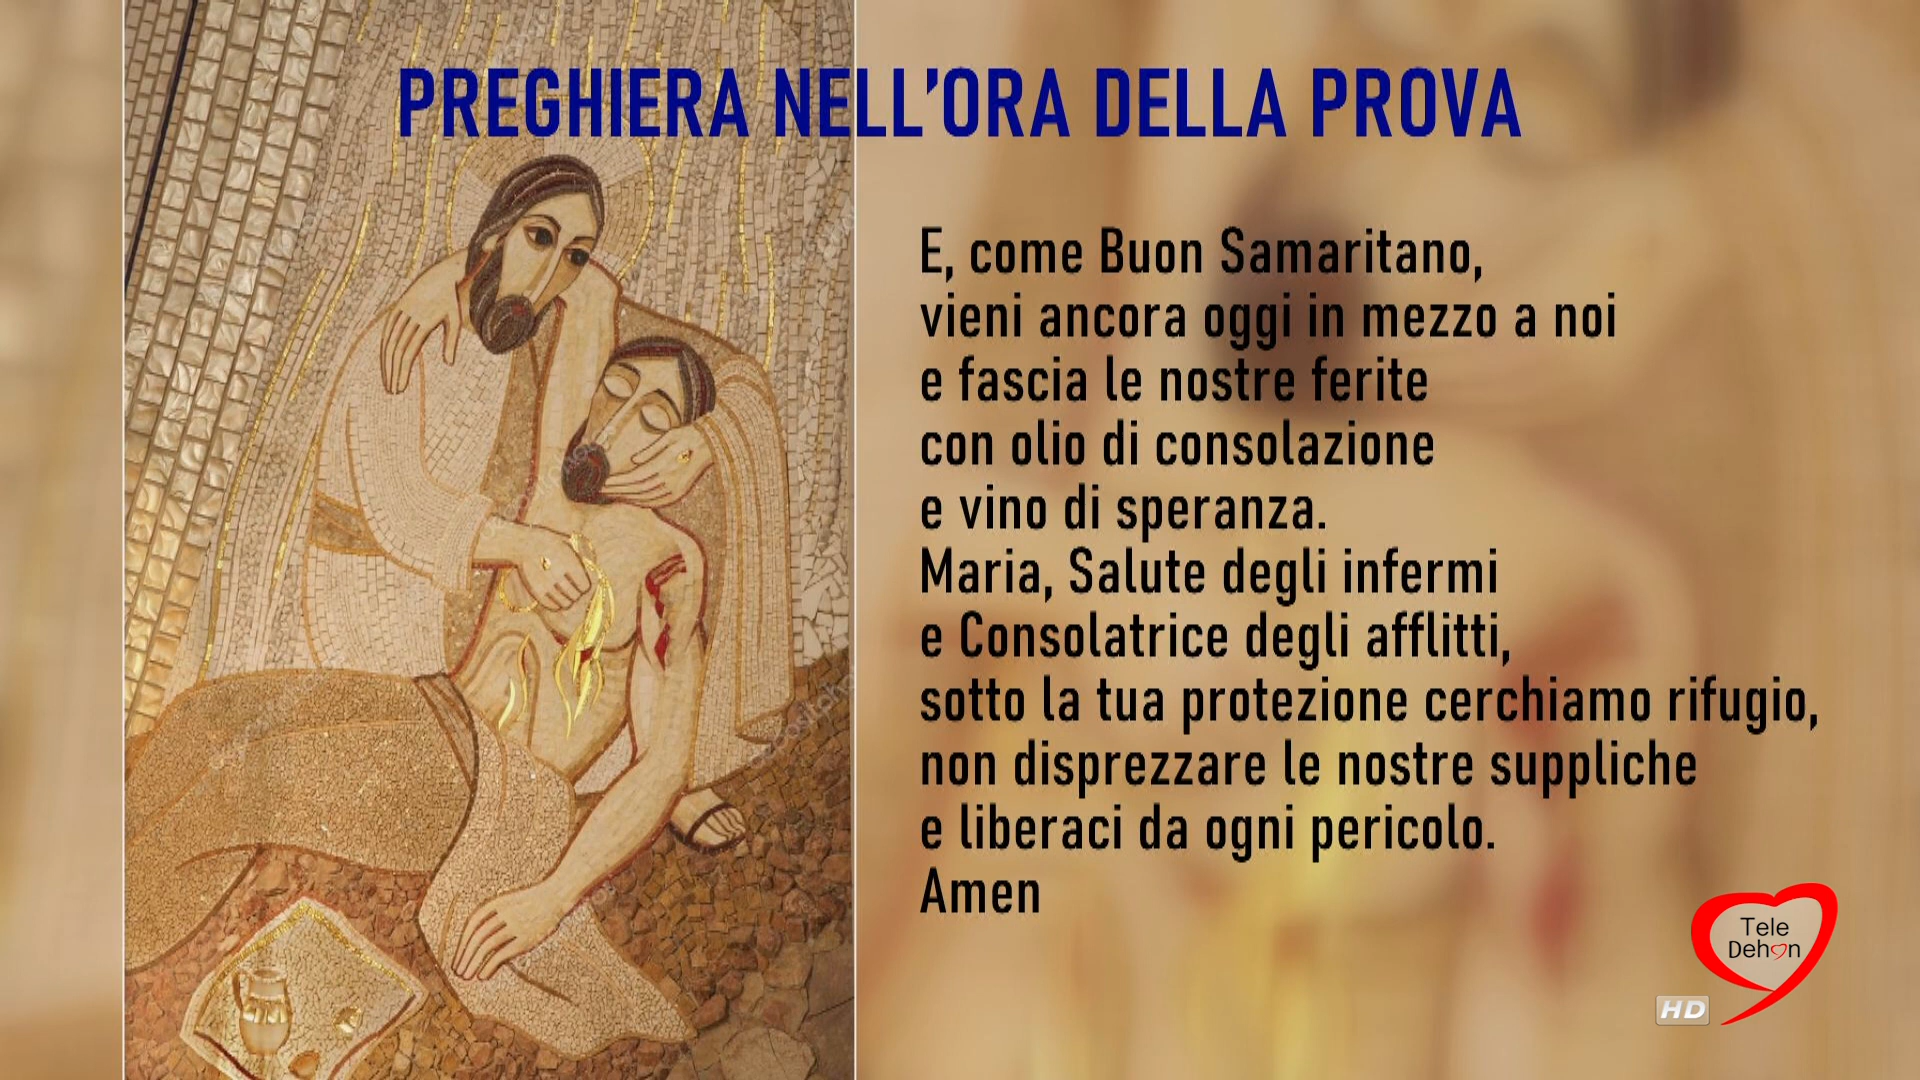 PREGHIERA NELL’ORA DELLA PROVA
E, come Buon Samaritano,
vieni ancora oggi in mezzo a noi
e fascia le nostre ferite
con olio di consolazione
e vino di speranza.
Maria, Salute degli infermi
e Consolatrice degli afflitti,
sotto la tua protezione cerchiamo rifugio,
non disprezzare le nostre suppliche
e liberaci da ogni pericolo.
Amen
Tele
Dehon
HD